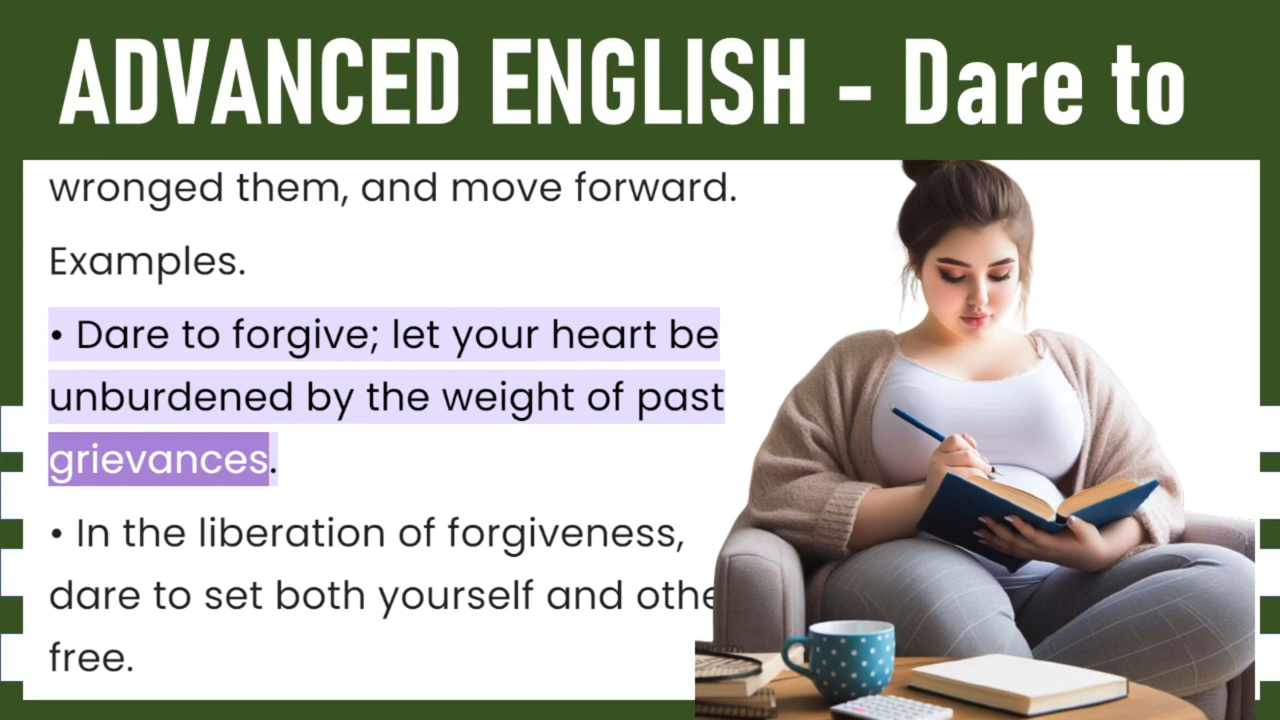 ADVANCED ENGLISH - Dare to
wronged them, and move forward.
Examples.
• Dare to forgive; let your heart be
unburdened by the weight of past
grievances.
• In the liberation of forgiveness,
dare to set both yourself and othe
free.